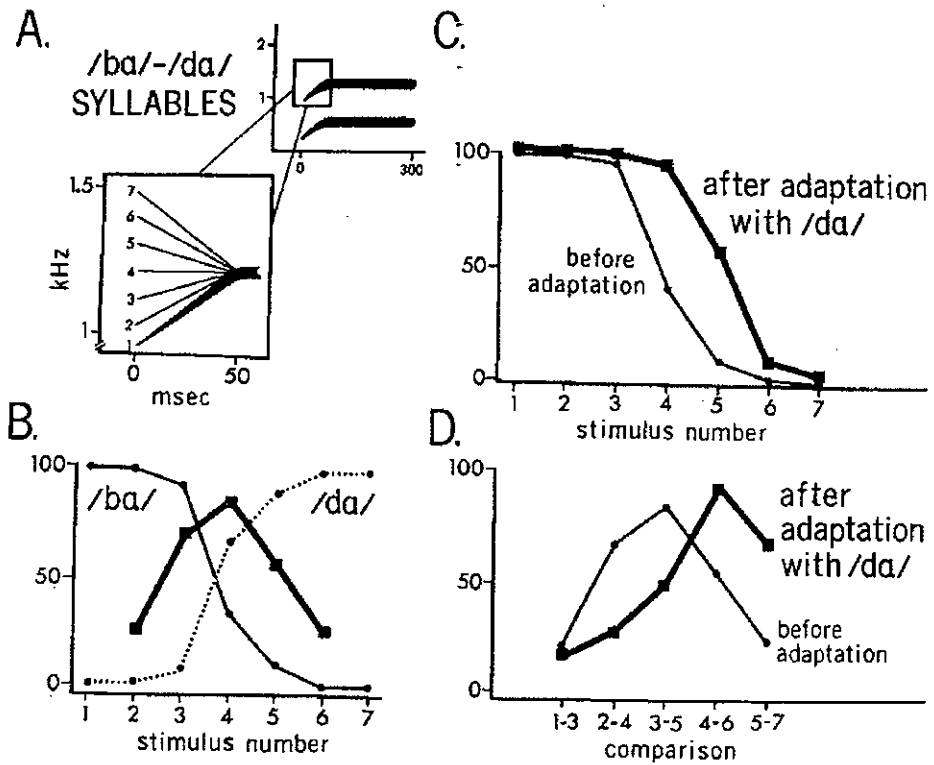 A.
/ba/-/da/
SYLLABLES
2
1
0 300
1.5
kHz
1
7
6
5
4
3
2
1
0 50
msec
B.
100
50
0
/ba/
/da/
1 2 3 4 5 6 7
stimulus number
C.
100
50
0
after adaptation
with /da/
before
adaptation
1 2 3 4 5 6 7
stimulus number
D.
100
50
0
after
adaptation
with /da/
before
adaptation
1-3 2-4 3-5 4-6 5-7
comparison